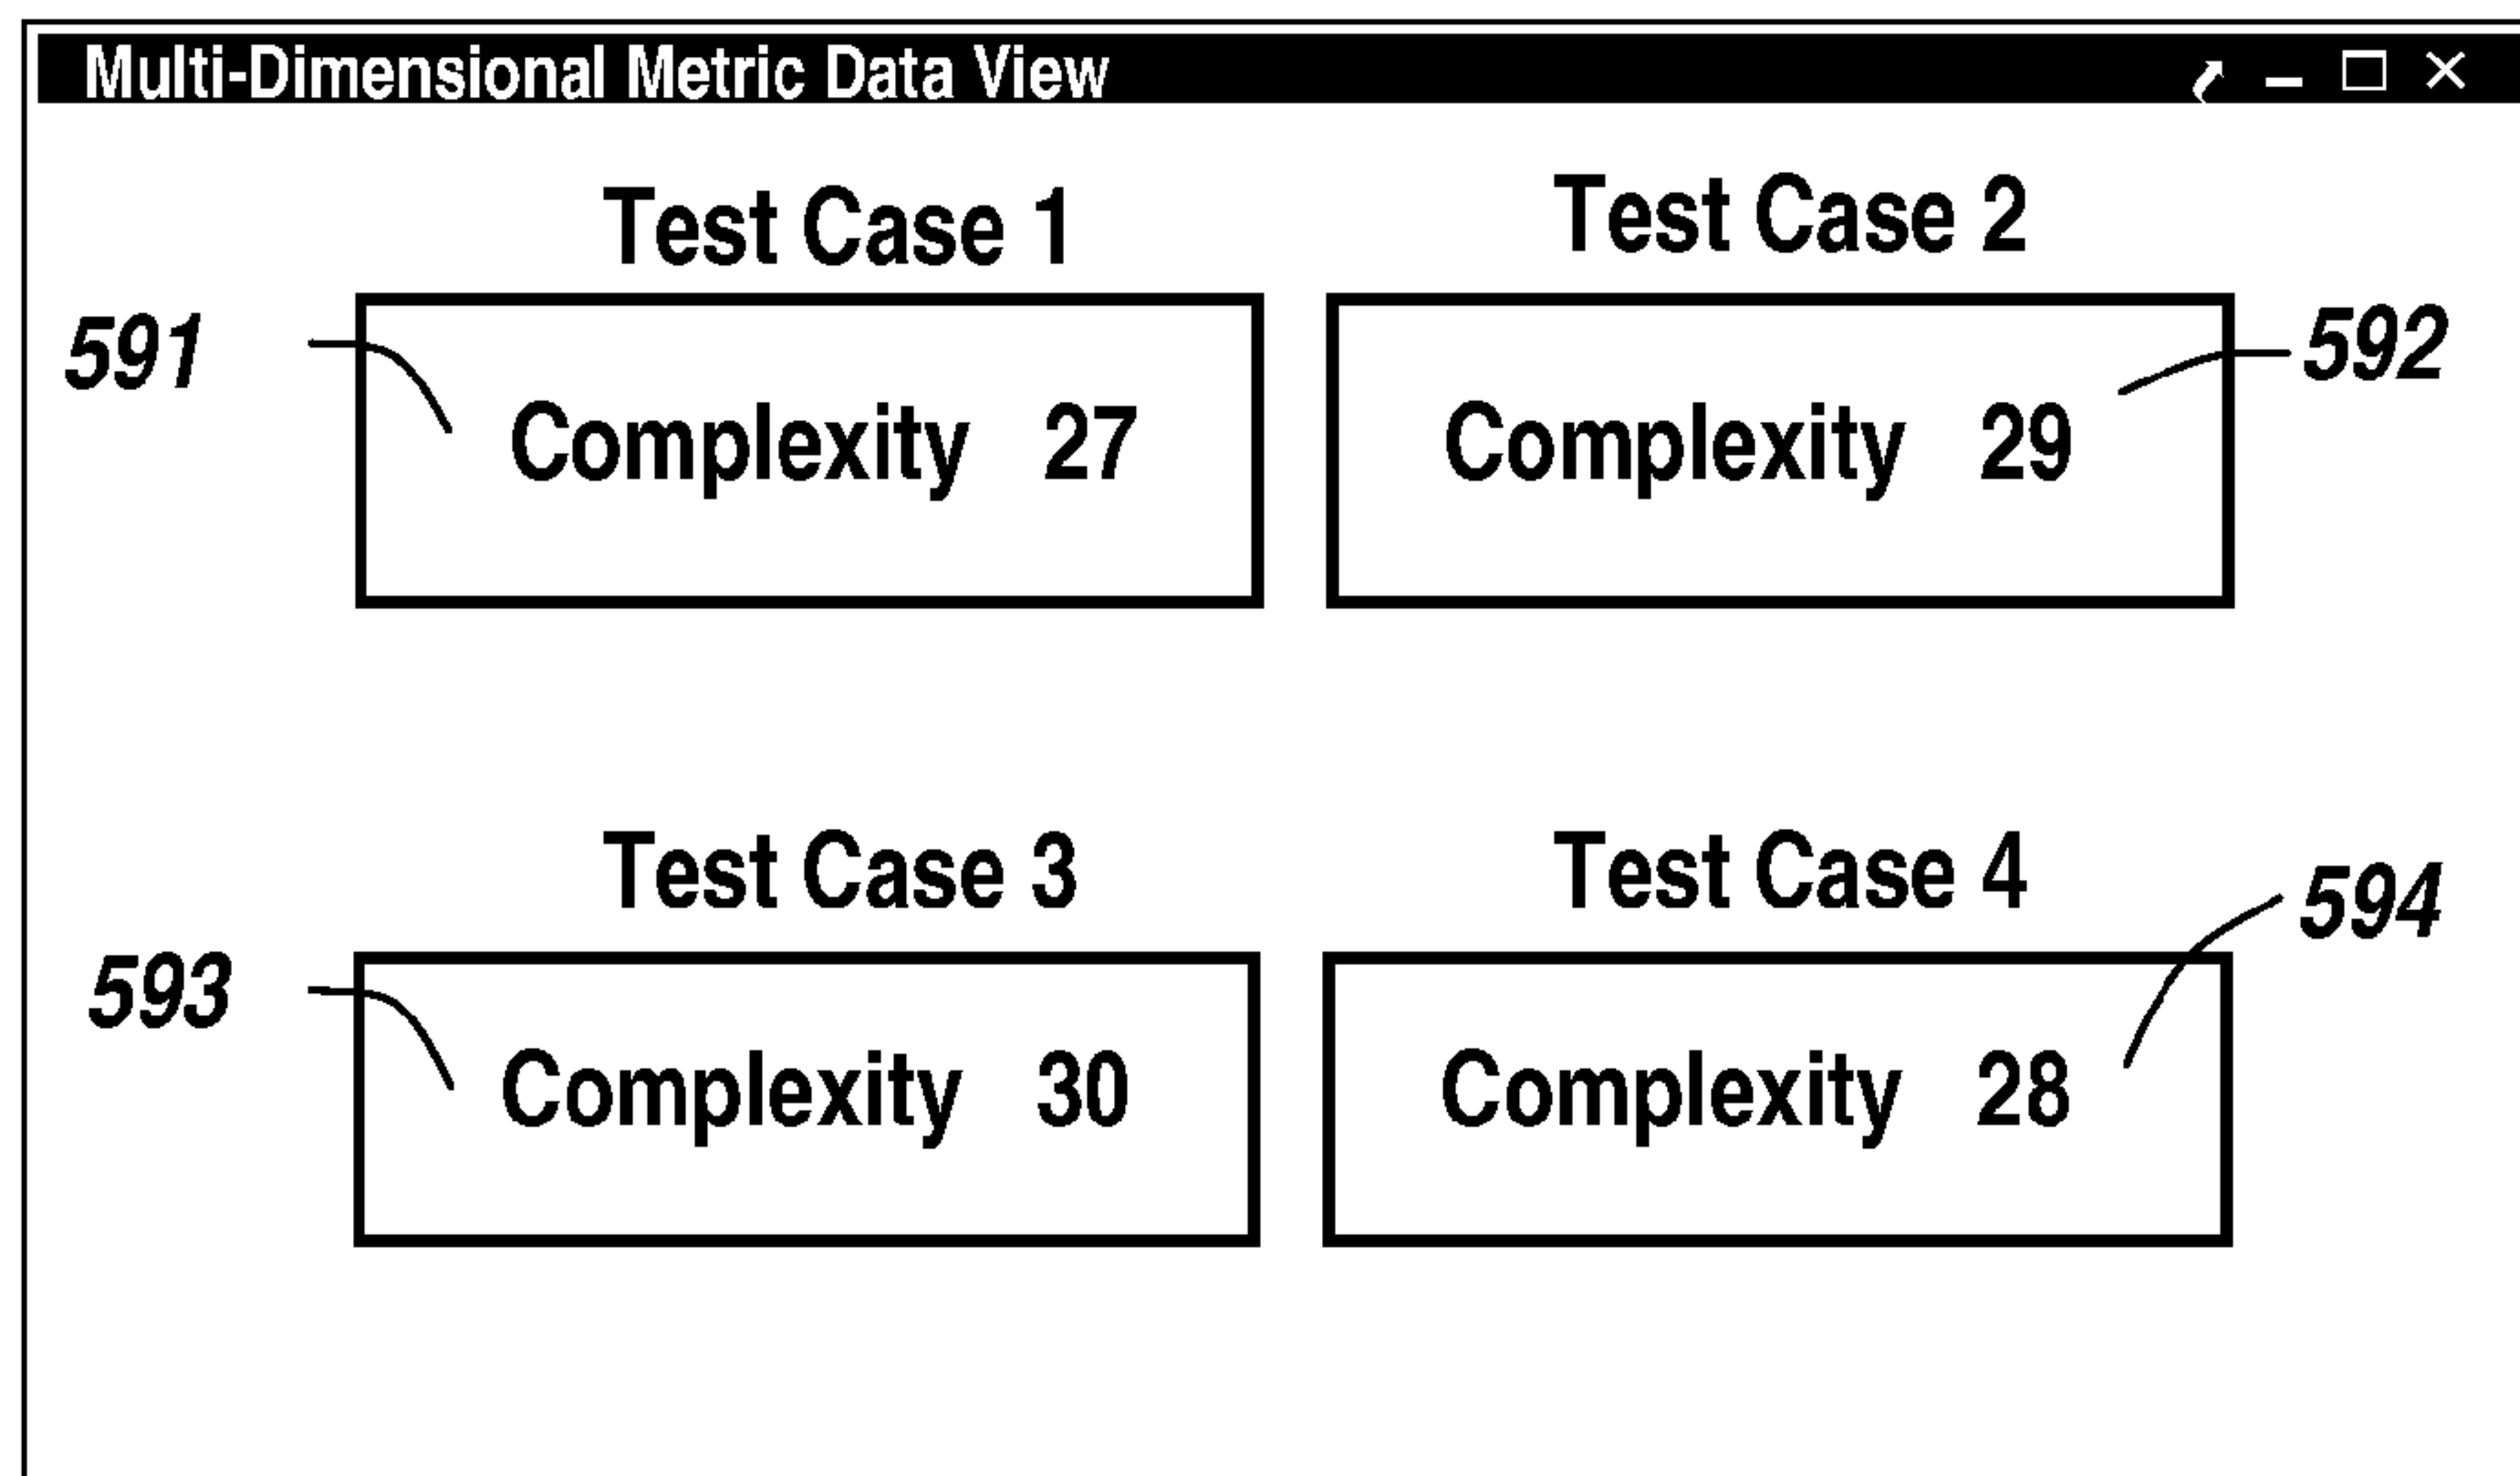 Multi-Dimensional Metric Data View
Test Case 1
Test Case 2
591
592
Complexity 27
Complexity 29
Test Case 3
Test Case 4
593
594
Complexity 30
Complexity 28